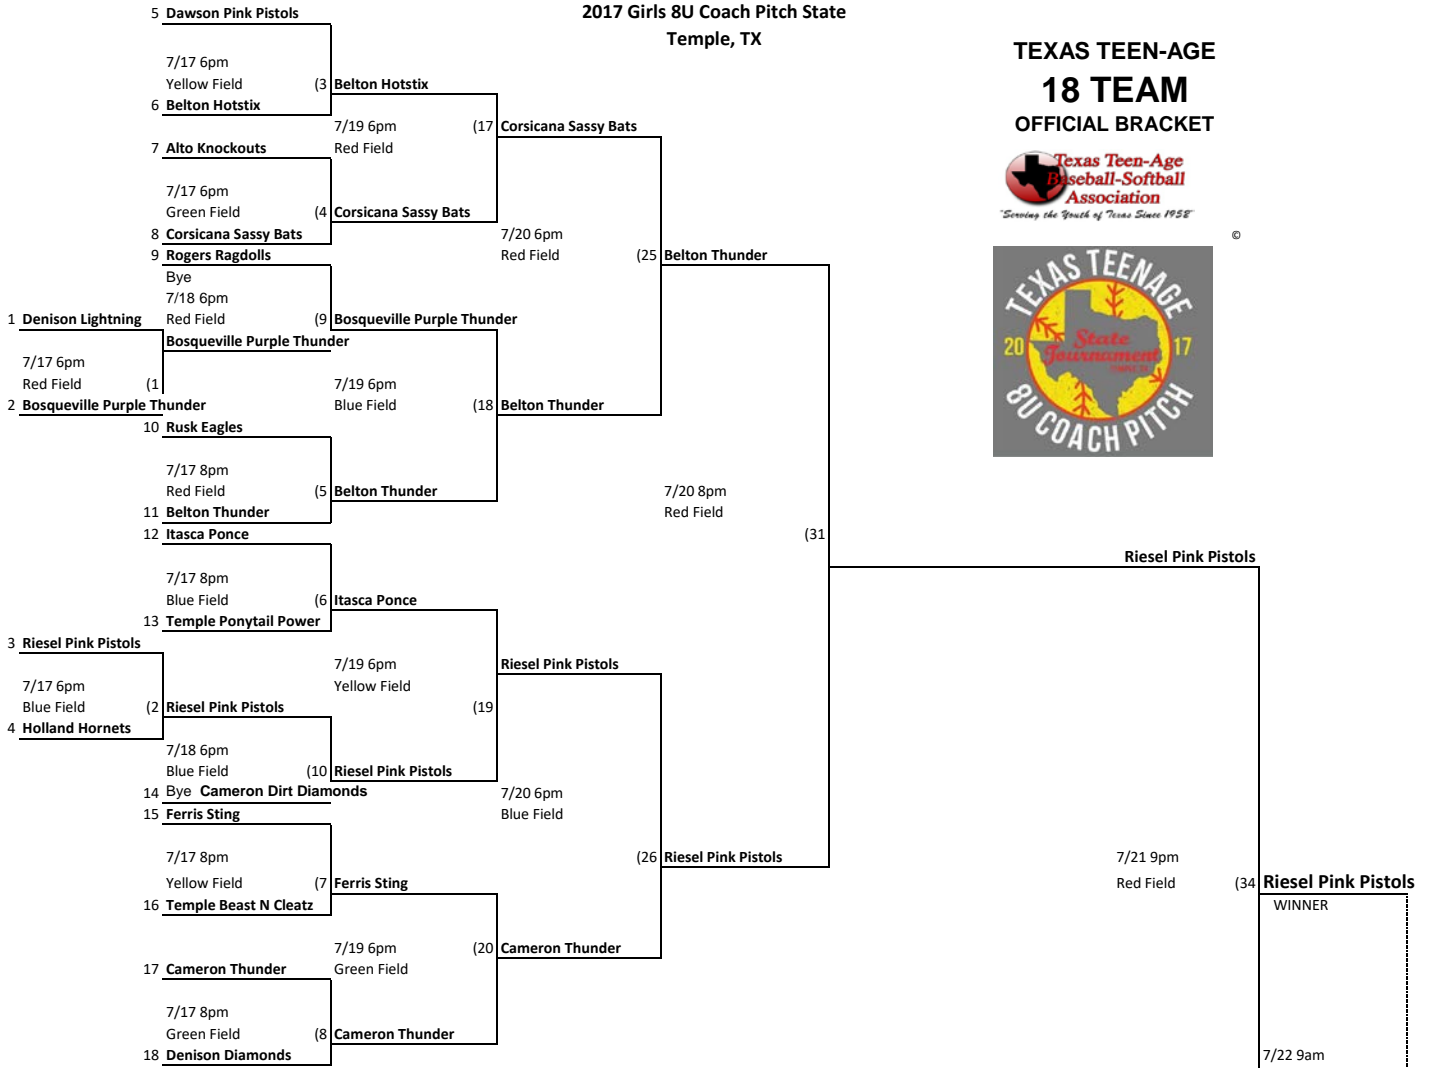 2017 Girls 8U Coach Pitch State
Temple, TX
TEXAS TEEN-AGE
18 TEAM
OFFICIAL BRACKET
Texas Teen-Age
Baseball-Softball
Association
"Serving the Youth of Texas Since 1958"
©
TEXAS TEENAGE
20 State 17
Tournament
TEMPLE, TX
8U COACH PITCH
5 Dawson Pink Pistols
7/17 6pm
Yellow Field (3 Belton Hotstix
6 Belton Hotstix
7/19 6pm (17 Corsicana Sassy Bats
7 Alto Knockouts Red Field
7/17 6pm
Green Field (4 Corsicana Sassy Bats
8 Corsicana Sassy Bats 7/20 6pm
9 Rogers Ragdolls Red Field (25 Belton Thunder
Bye
7/18 6pm
1 Denison Lightning Red Field (9 Bosqueville Purple Thunder
Bosqueville Purple Thunder
7/17 6pm
Red Field (1 7/19 6pm
2 Bosqueville Purple Thunder Blue Field (18 Belton Thunder
10 Rusk Eagles
7/17 8pm
Red Field (5 Belton Thunder 7/20 8pm
11 Belton Thunder Red Field
12 Itasca Ponce (31
Riesel Pink Pistols
7/17 8pm
Blue Field (6 Itasca Ponce
13 Temple Ponytail Power
3 Riesel Pink Pistols
7/19 6pm Riesel Pink Pistols
7/17 6pm Yellow Field
Blue Field (2 Riesel Pink Pistols (19
4 Holland Hornets
7/18 6pm
Blue Field (10 Riesel Pink Pistols
14 Bye Cameron Dirt Diamonds 7/20 6pm
15 Ferris Sting Blue Field
7/17 8pm (26 Riesel Pink Pistols 7/21 9pm
Yellow Field (7 Ferris Sting Red Field (34 Riesel Pink Pistols
16 Temple Beast N Cleatz WINNER
7/19 6pm (20 Cameron Thunder
17 Cameron Thunder Green Field
7/17 8pm
Green Field (8 Cameron Thunder
18 Denison Diamonds 7/22 9am